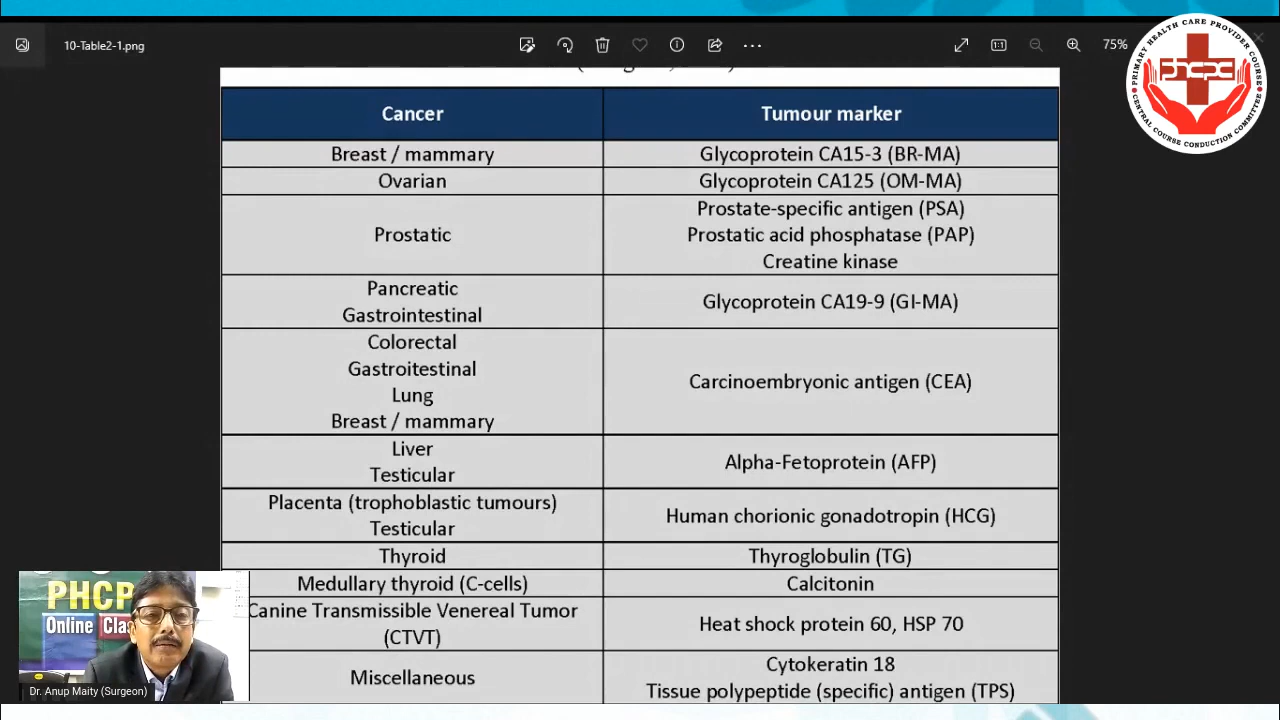 10-Table2-1.png
75%
PRIMARY HEALTH CARE PROVIDER COURSE
phcpc
CENTRAL COURSE CONDUCTION COMMITTEE
Cancer Tumour marker
Breast / mammary Glycoprotein CA15-3 (BR-MA)
Ovarian Glycoprotein CA125 (OM-MA)
Prostatic
Prostate-specific antigen (PSA)
Prostatic acid phosphatase (PAP)
Creatine kinase
Pancreatic
Gastrointestinal
Glycoprotein CA19-9 (GI-MA)
Colorectal
Gastroitestinal
Lung
Breast / mammary
Carcinoembryonic antigen (CEA)
Liver
Testicular
Alpha-Fetoprotein (AFP)
Placenta (trophoblastic tumours)
Testicular
Human chorionic gonadotropin (HCG)
Thyroid Thyroglobulin (TG)
Medullary thyroid (C-cells) Calcitonin
Canine Transmissible Venereal Tumor
(CTVT)
Heat shock protein 60, HSP 70
Miscellaneous
Cytokeratin 18
Tissue polypeptide (specific) antigen (TPS)
PHCP
Online Clas
Dr. Anup Maity (Surgeon)